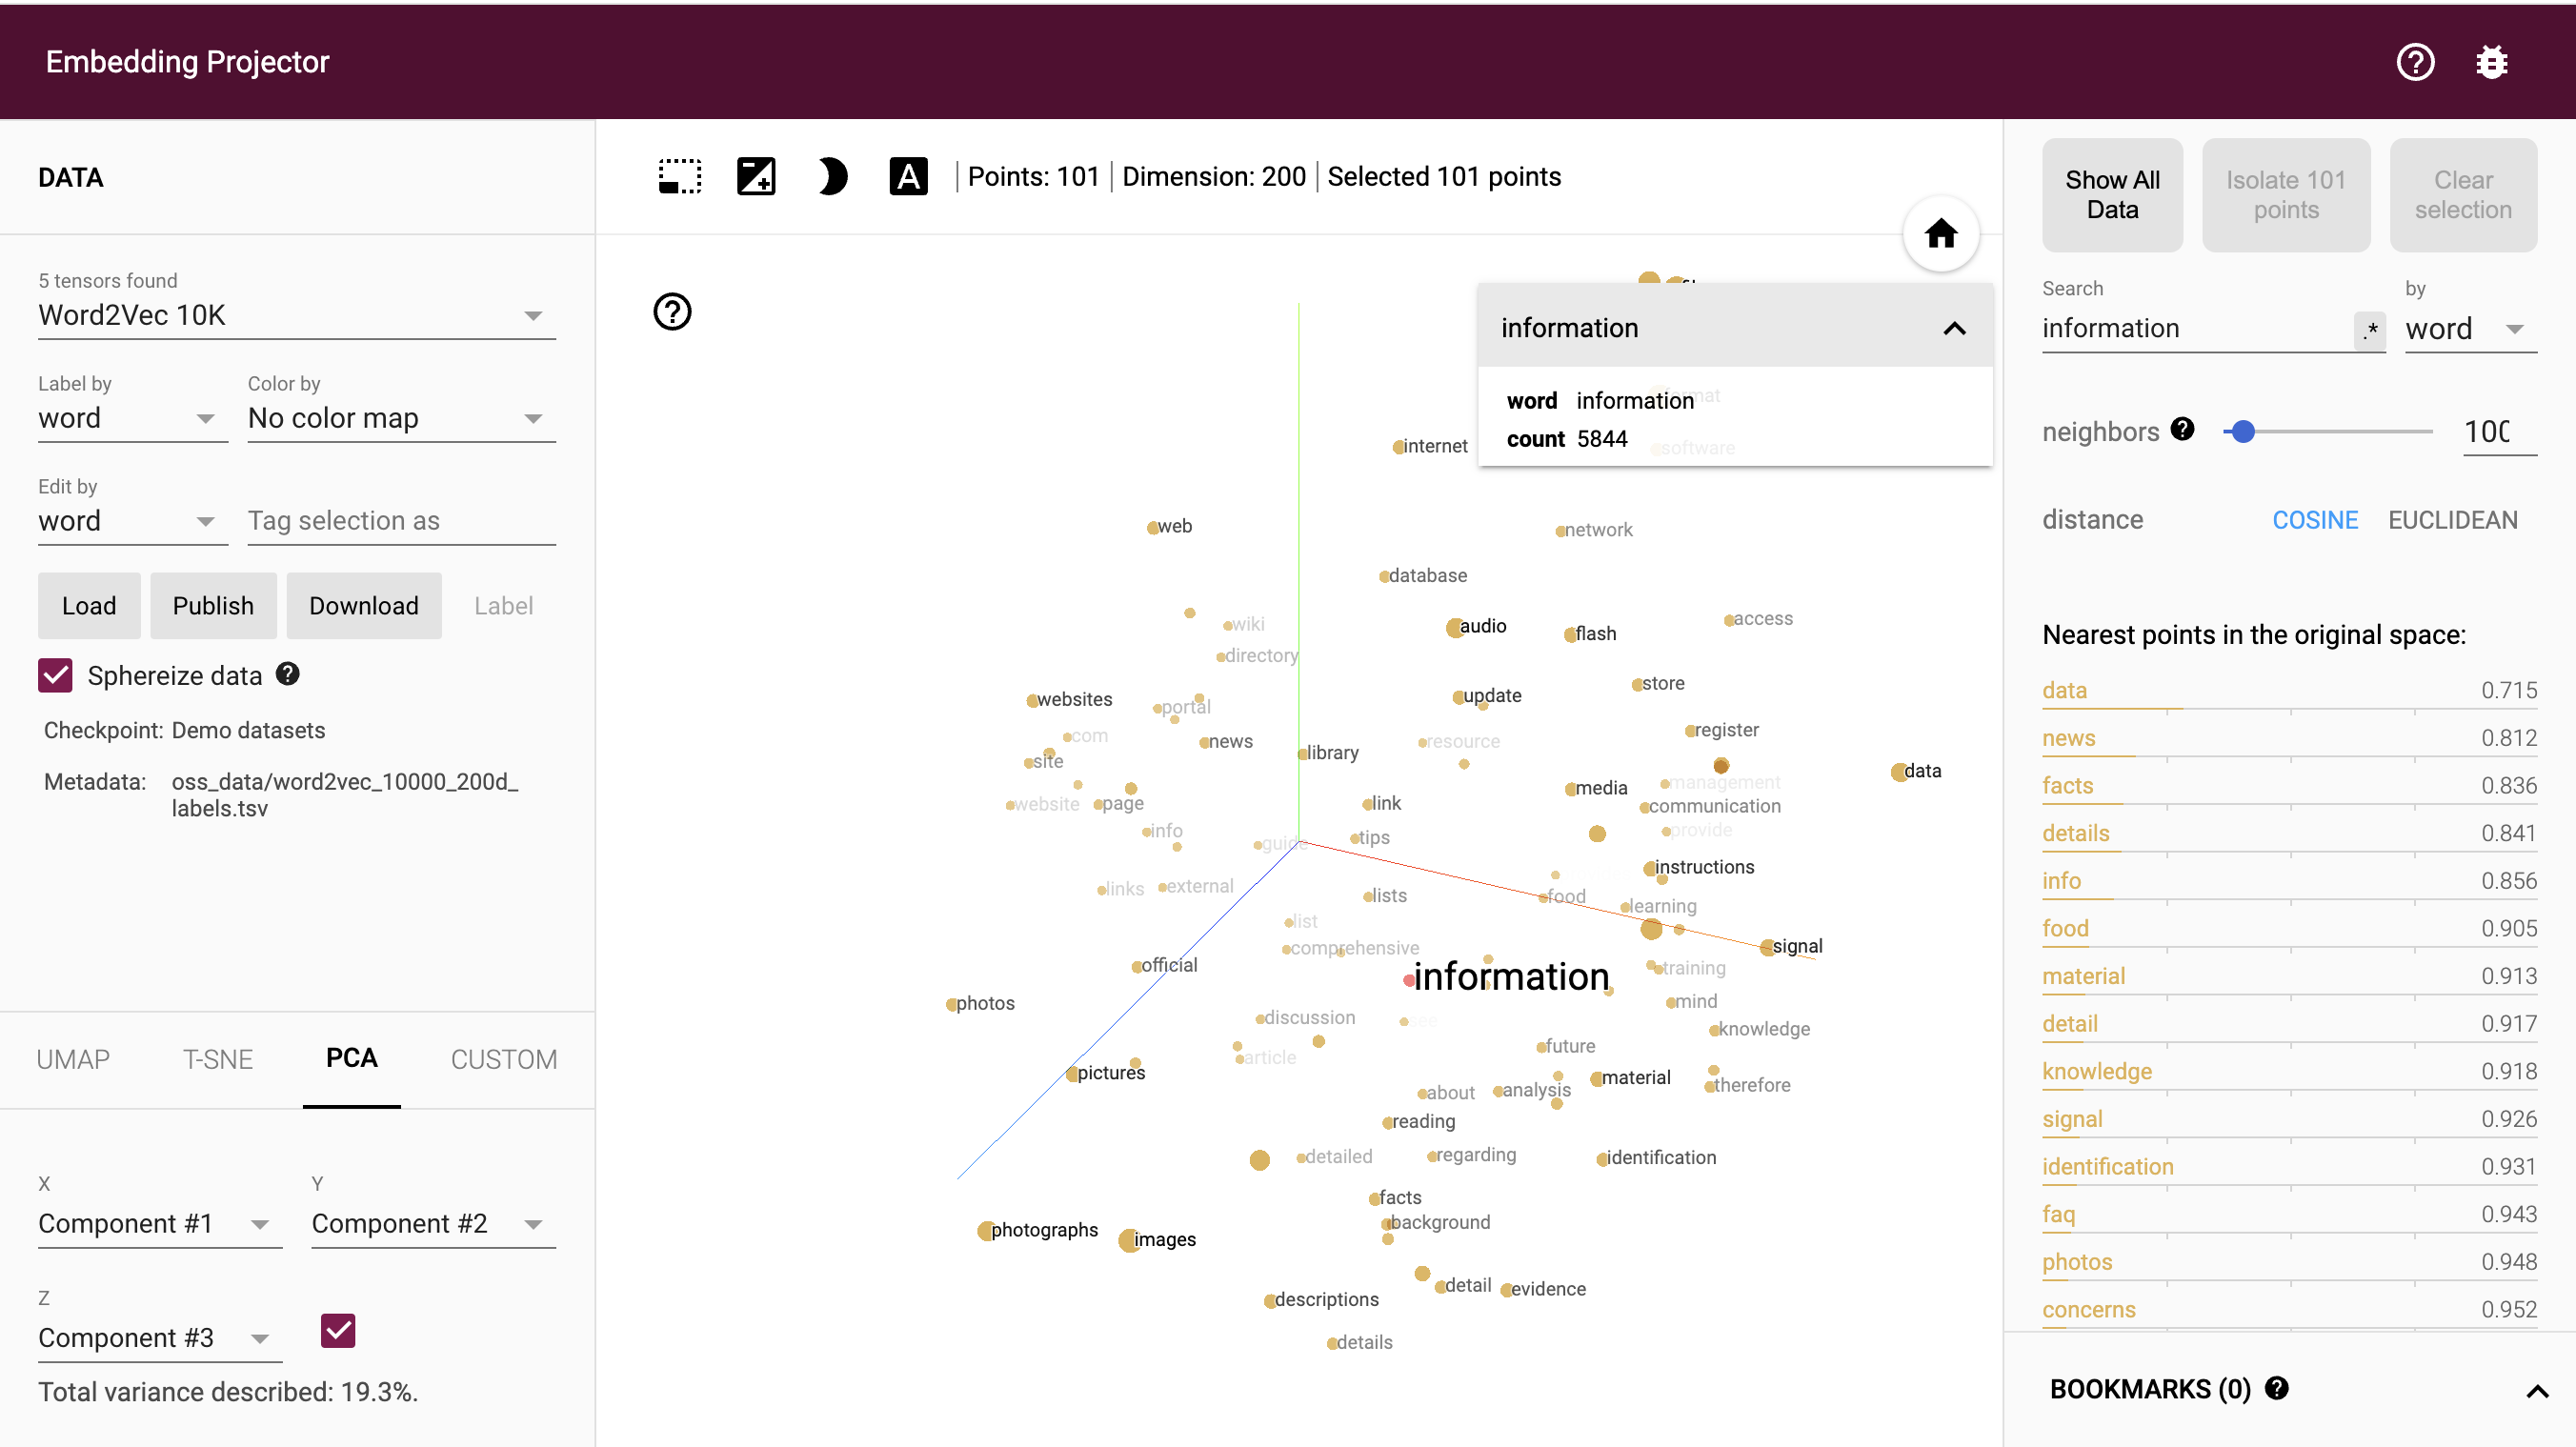 Embedding Projector
DATA
5 tensors found
Word2Vec 10K
Label by
Color by
word
No color map
Edit by
word
Tag selection as
Load
Publish
Download
Label
Sphereize data
Checkpoint: Demo datasets
Metadata: oss_data/word2vec_10000_200d_
labels.tsv
UMAP
T-SNE
PCA
CUSTOM
X
Y
Component #1
Component #2
Z
Component #3
Total variance described: 19.3%.
A
Points: 101
Dimension: 200
Selected 101 points
information
word information
count 5844
software
internet
web
network
database
wiki
audio
flash
access
directory
store
websites
update
portal
com
news
library
resource
register
site
data
media
management
website
page
link
communication
info
tips
provide
guide
instructions
links
external
lists
food
learning
list
comprehensive
signal
official
information
training
photos
discussion
see
mind
knowledge
article
future
pictures
about
analysis
material
therefore
reading
detailed
regarding
identification
facts
background
photographs
images
detail
evidence
descriptions
details
Show All
Data
Isolate 101
points
Clear
selection
Search
by
information
.*
word
neighbors
100
distance
COSINE
EUCLIDEAN
Nearest points in the original space:
data 0.715
news 0.812
facts 0.836
details 0.841
info 0.856
food 0.905
material 0.913
detail 0.917
knowledge 0.918
signal 0.926
identification 0.931
faq 0.943
photos 0.948
concerns 0.952
BOOKMARKS (0)